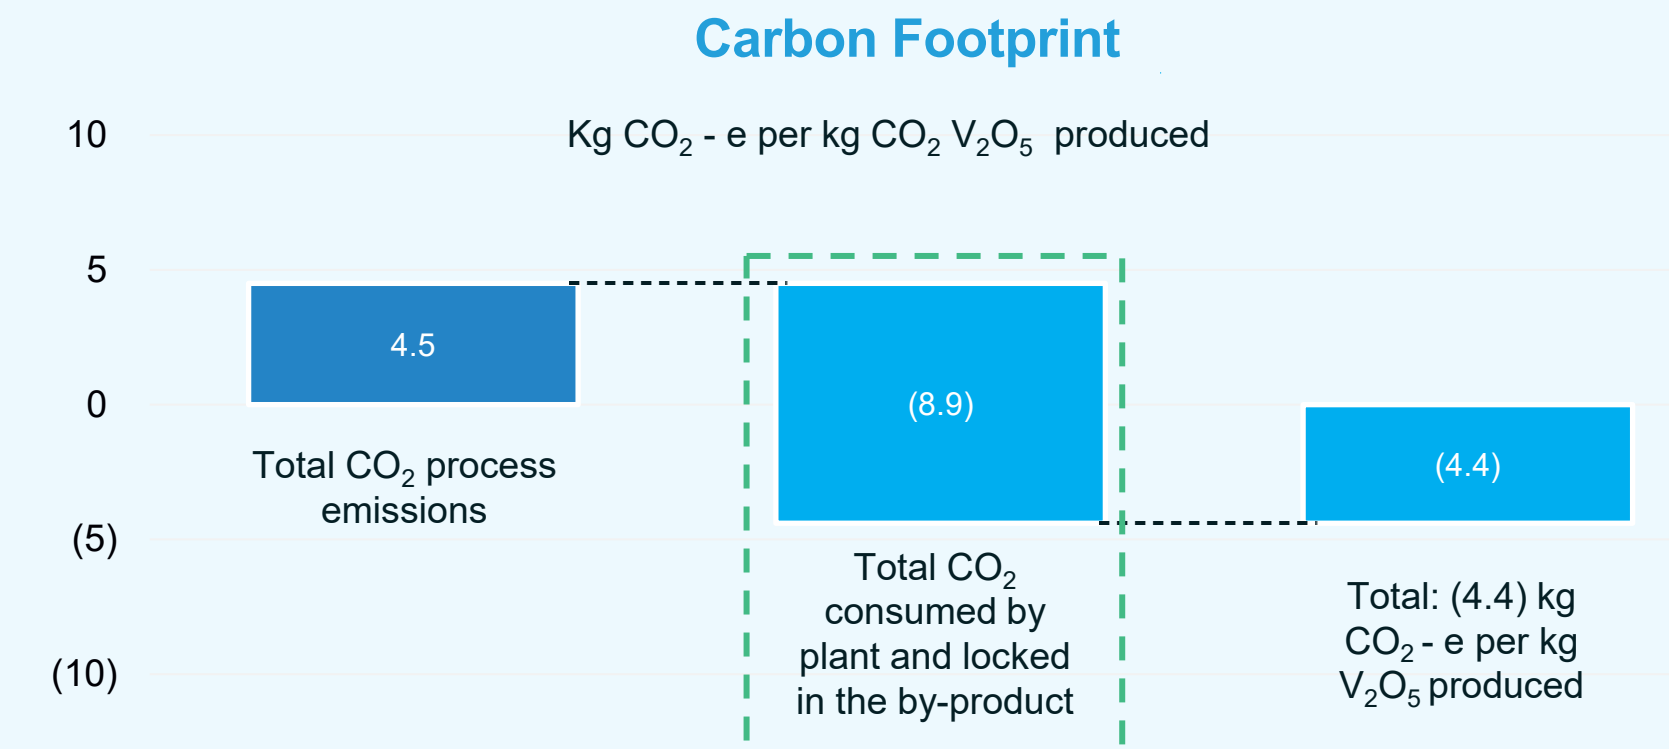 Carbon Footprint
10
Kg CO₂ - e per kg CO₂ V₂O₅ produced
5
4.5
0
(8.9)
(4.4)
Total CO₂ process
emissions
(5)
Total CO₂
consumed by
plant and locked
in the by-product
Total: (4.4) kg
CO₂ - e per kg
V₂O₅ produced
(10)